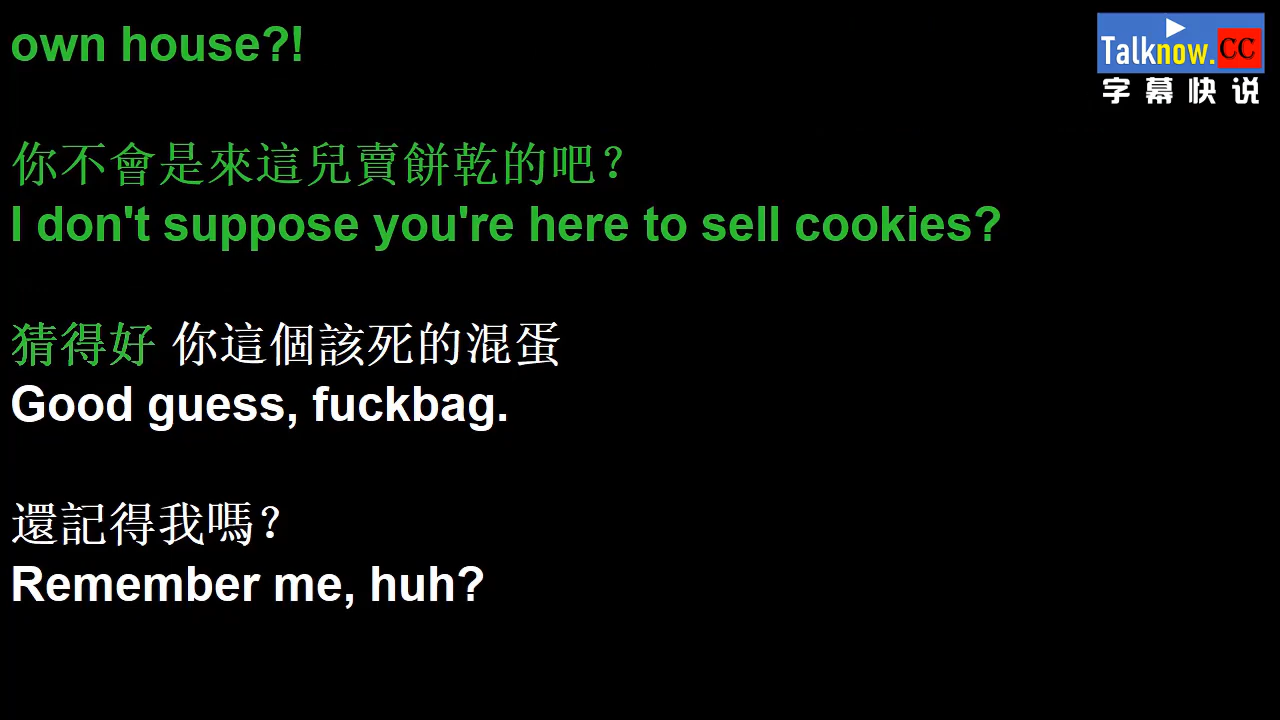 own house?!
Talknow.CC
字幕快说
你不會是來這兒賣餅乾的吧？
I don't suppose you're here to sell cookies?
猜得好 你這個該死的混蛋
Good guess, fuckbag.
還記得我嗎？
Remember me, huh?